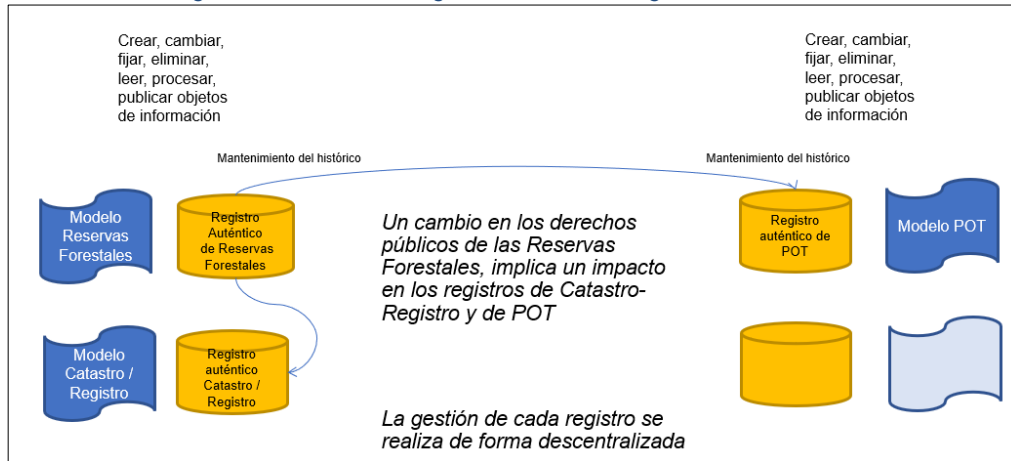 Crear, cambiar,
fijar, eliminar,
leer, procesar,
publicar objetos
de información
Crear, cambiar,
fijar, eliminar,
leer, procesar,
publicar objetos
de información
Mantenimiento del histórico
Mantenimiento del histórico
Modelo
Reservas
Forestales
Registro
Auténtico
de Reservas
Forestales
Un cambio en los derechos
públicos de las Reservas
Forestales, implica un impacto
en los registros de Catastro-
Registro y de POT
Registro
auténtico de
POT
Modelo POT
Modelo
Catastro /
Registro
Registro
auténtico
Catastro /
Registro
La gestión de cada registro se
realiza de forma descentralizada